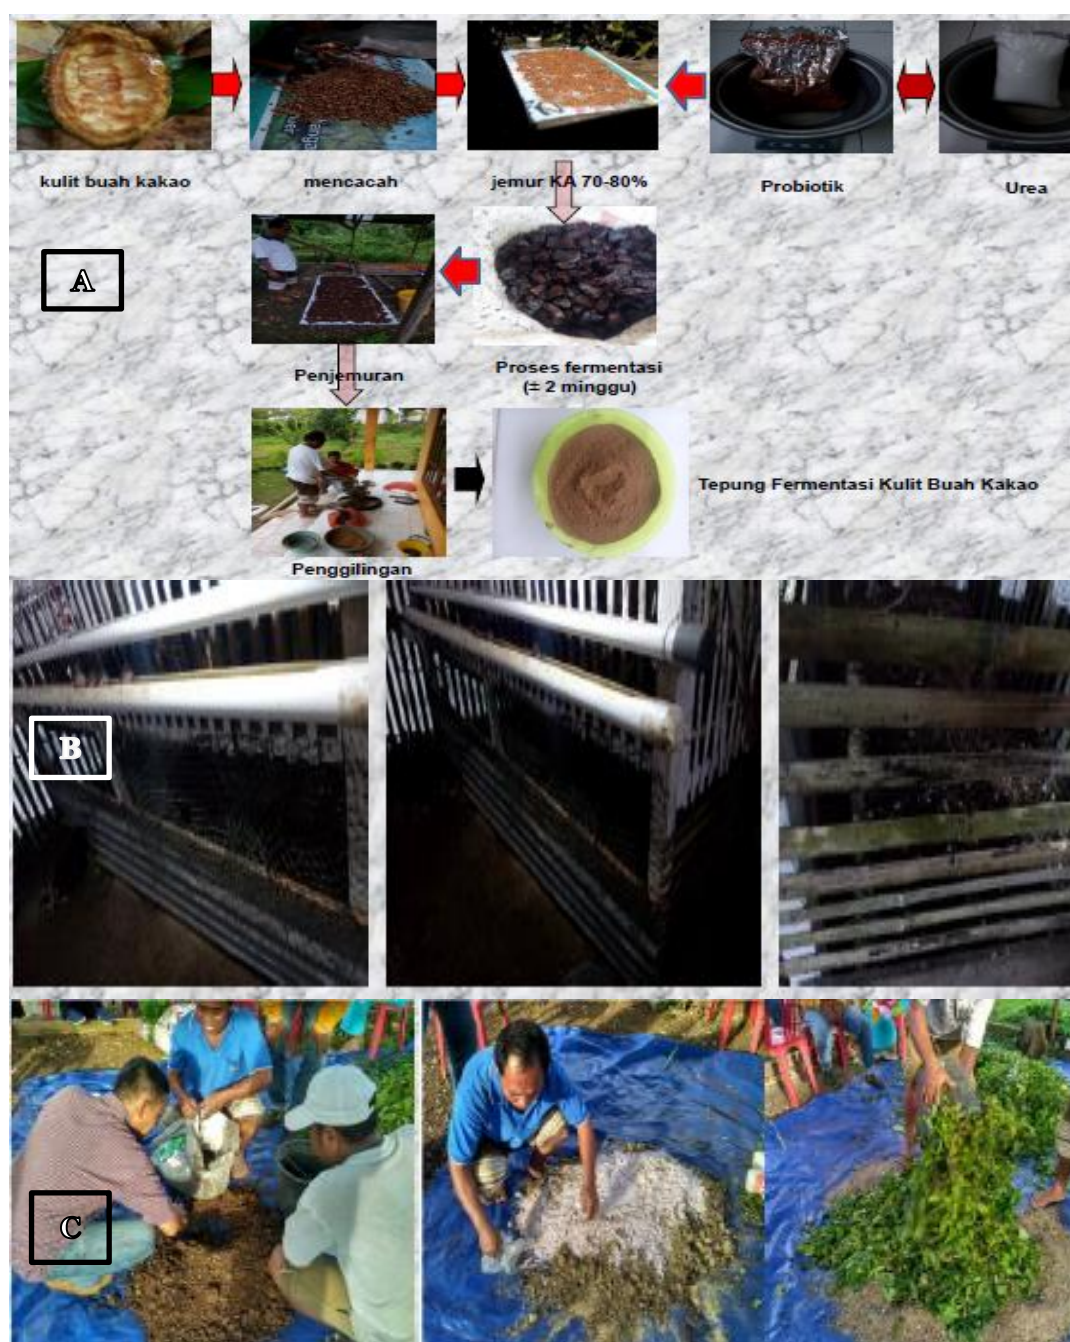 kulit buah kakao
mencacah
jemur KA 70-80%
Probiotik
Urea
A
Penjemuran
Proses fermentasi
(± 2 minggu)
Tepung Fermentasi Kulit Buah Kakao
Penggilingan
B
C